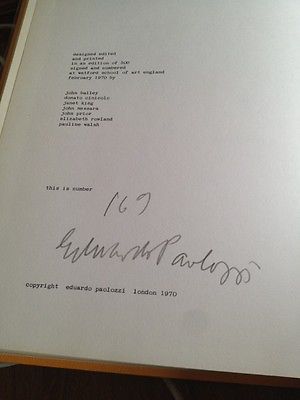 designed edited
and printed
in an edition of 500
signed and numbered
at watford school of art england
february 1970 by
john bailey
donato cinicolo
janet king
john messara
john prior
elizabeth rowland
pauline walsh
this is number
169
Eduardo Paolozzi
copyright eduardo paolozzi london 1970